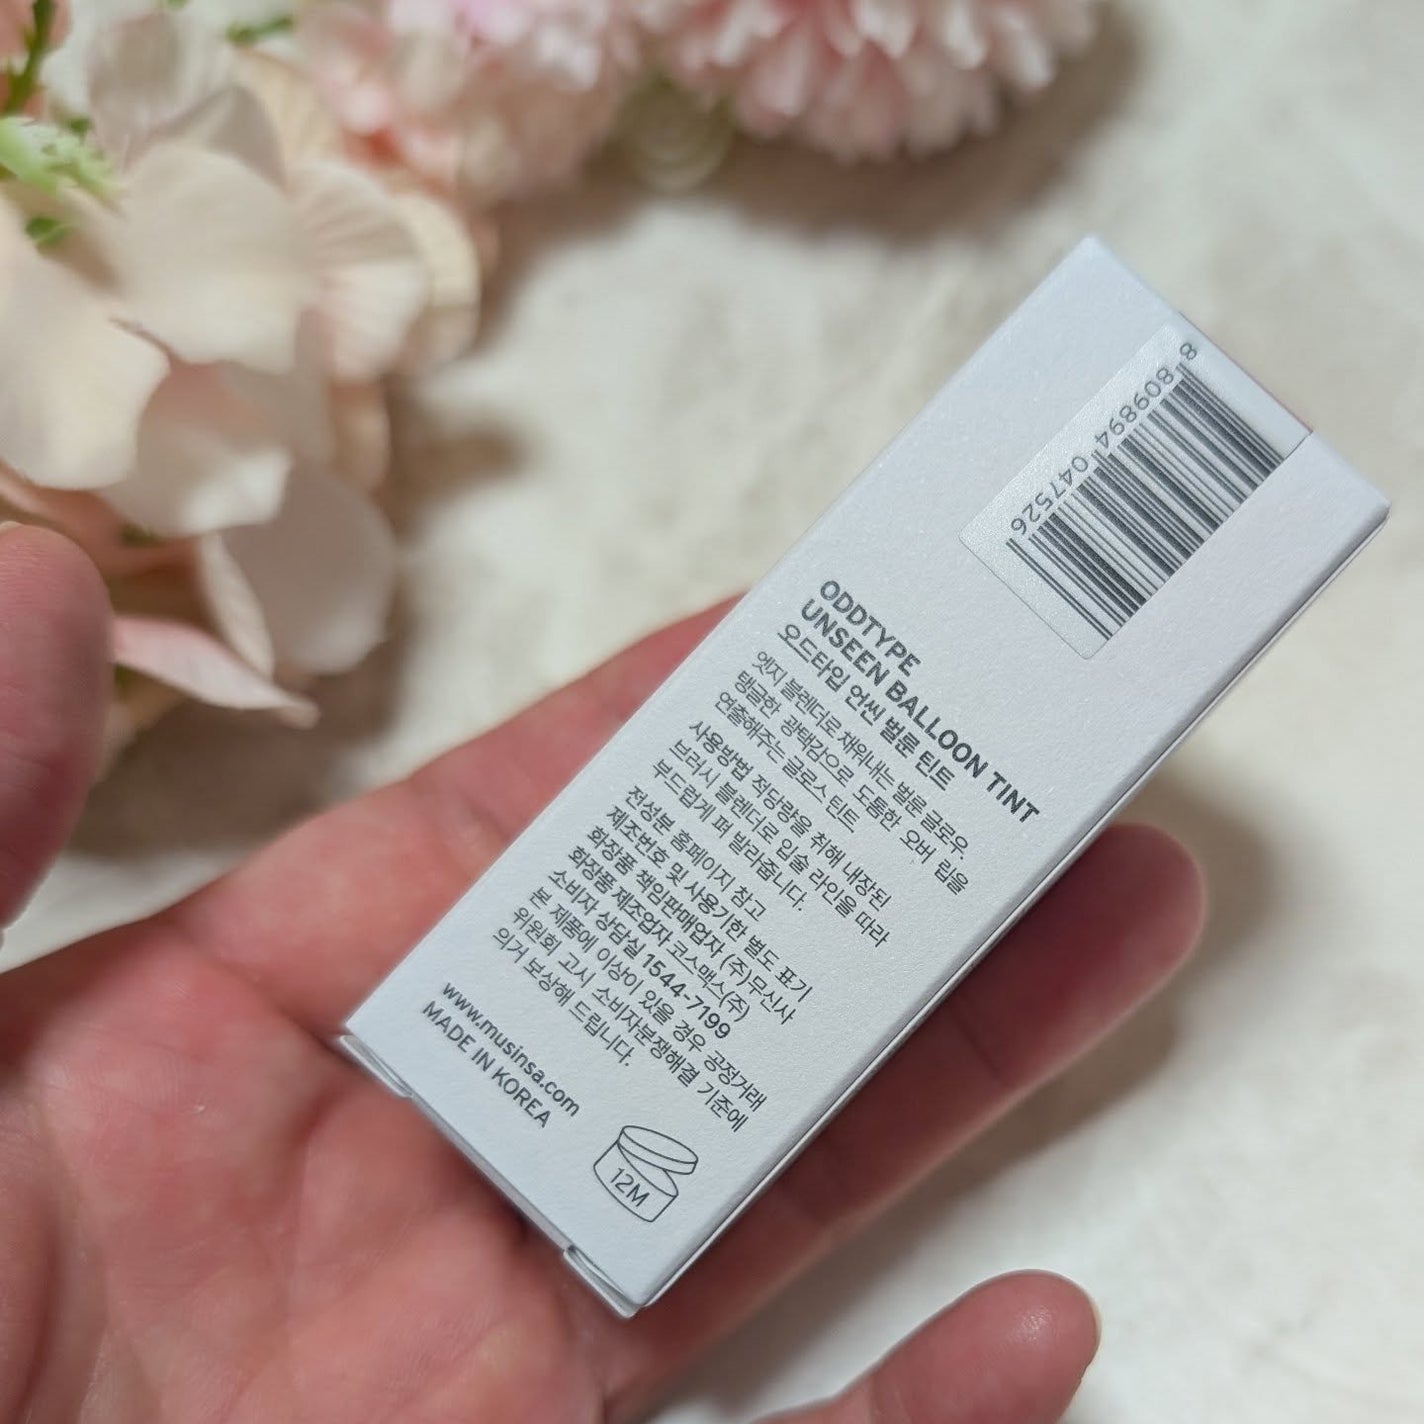 8 809894 047526
ODDTYPE
UNSEEN BALLOON TINT
오드타입 언씬 벌룬 틴트
엣지 블렌더로 채워내는 벌룬 글로우.
탱글한 광택감으로 도톰한 오버 립을
연출해주는 글로스 틴트
사용방법 적당량을 취해 내장된
브러시 블렌더로 입술 라인을 따라
부드럽게 펴 발라줍니다.
전성분 홈페이지 참고
제조번호 및 사용기한 별도 표기
화장품 책임판매업자 (주)무신사
화장품 제조업자 코스맥스(주)
소비자 상담실 1544-7199
본 제품에 이상이 있을 경우 공정거래
위원회 고시 소비자분쟁해결 기준에
의거 보상해 드립니다.
www.musinsa.com
MADE IN KOREA
12M